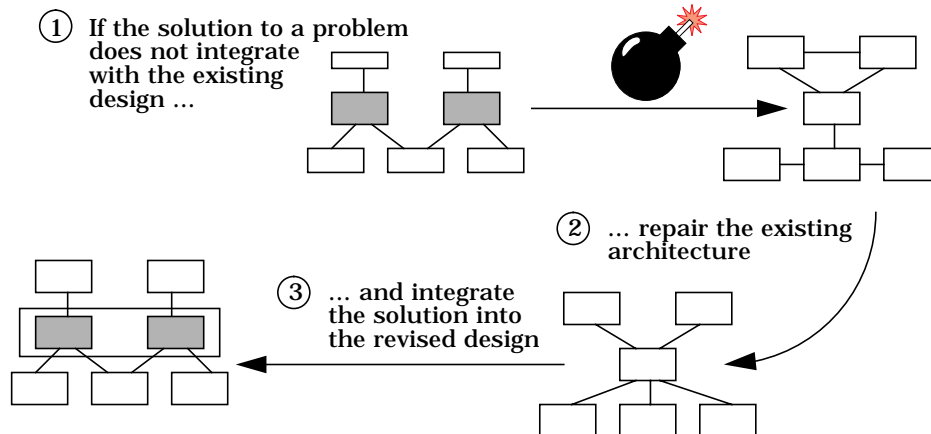 1 If the solution to a problem
does not integrate
with the existing
design ...
2 ... repair the existing
architecture
3 ... and integrate
the solution into
the revised design